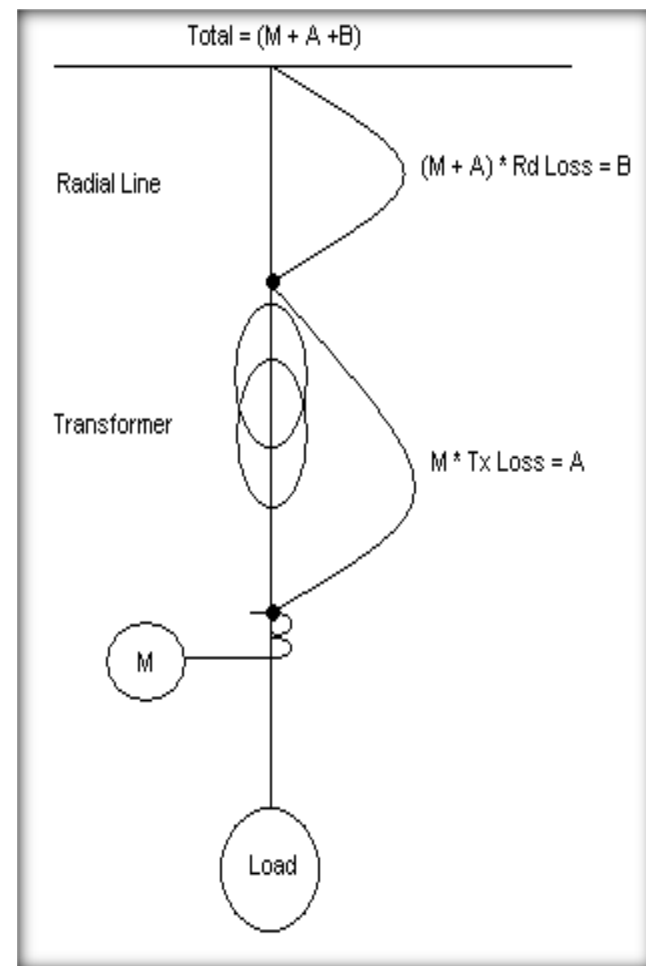 Total = (M + A +B)
(M + A) * Rd Loss = B
Radial Line
Transformer
M * Tx Loss = A
M
Load